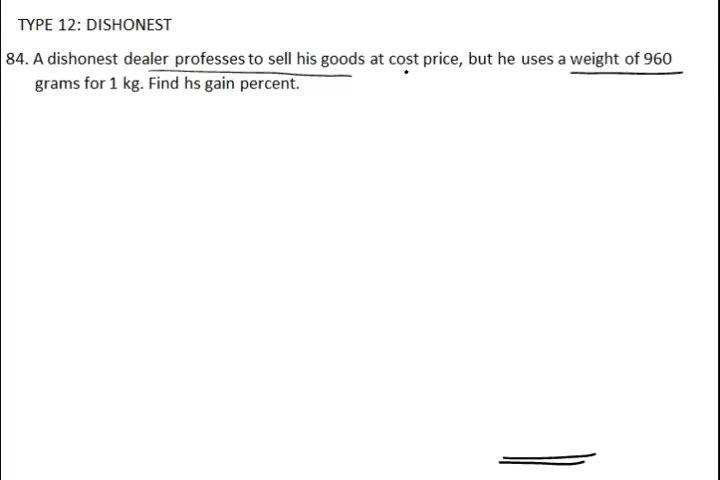 TYPE 12: DISHONEST
84. A dishonest dealer professes to sell his goods at cost price, but he uses a weight of 960
grams for 1 kg. Find hs gain percent.